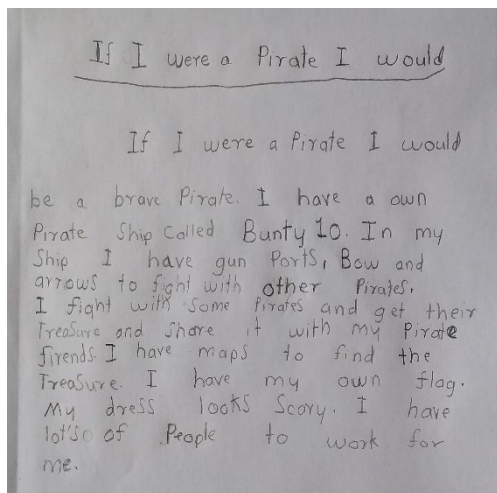 If I were a Pirate I would
If I were a Pirate I would
be a brave Pirate. I have a own
Pirate Ship Called Bunty 10. In my
Ship I have gun Ports, Bow and
arrows to fight with other Pirates.
I fight with Some Pirates and get their
Treasure and Share it with my Pirate
firends. I have maps to find the
Treasure. I have my own flag.
My dress looks Scary. I have
lot's of People to work for
me.